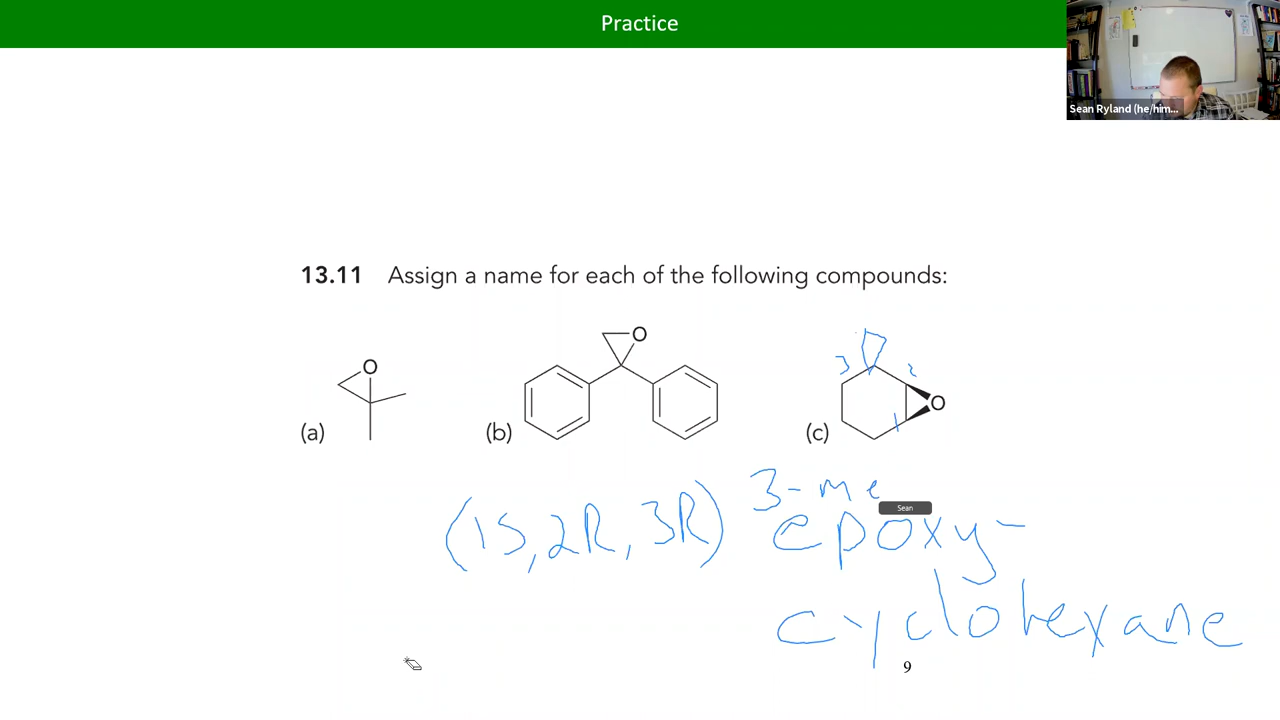 Practice
Sean Ryland (he/him...
13.11 Assign a name for each of the following compounds:
O
O
3 2
O
1
(a) (b) (c)
3-me
Sean
(1S, 2R, 3R) epoxy-
cyclohexane
9